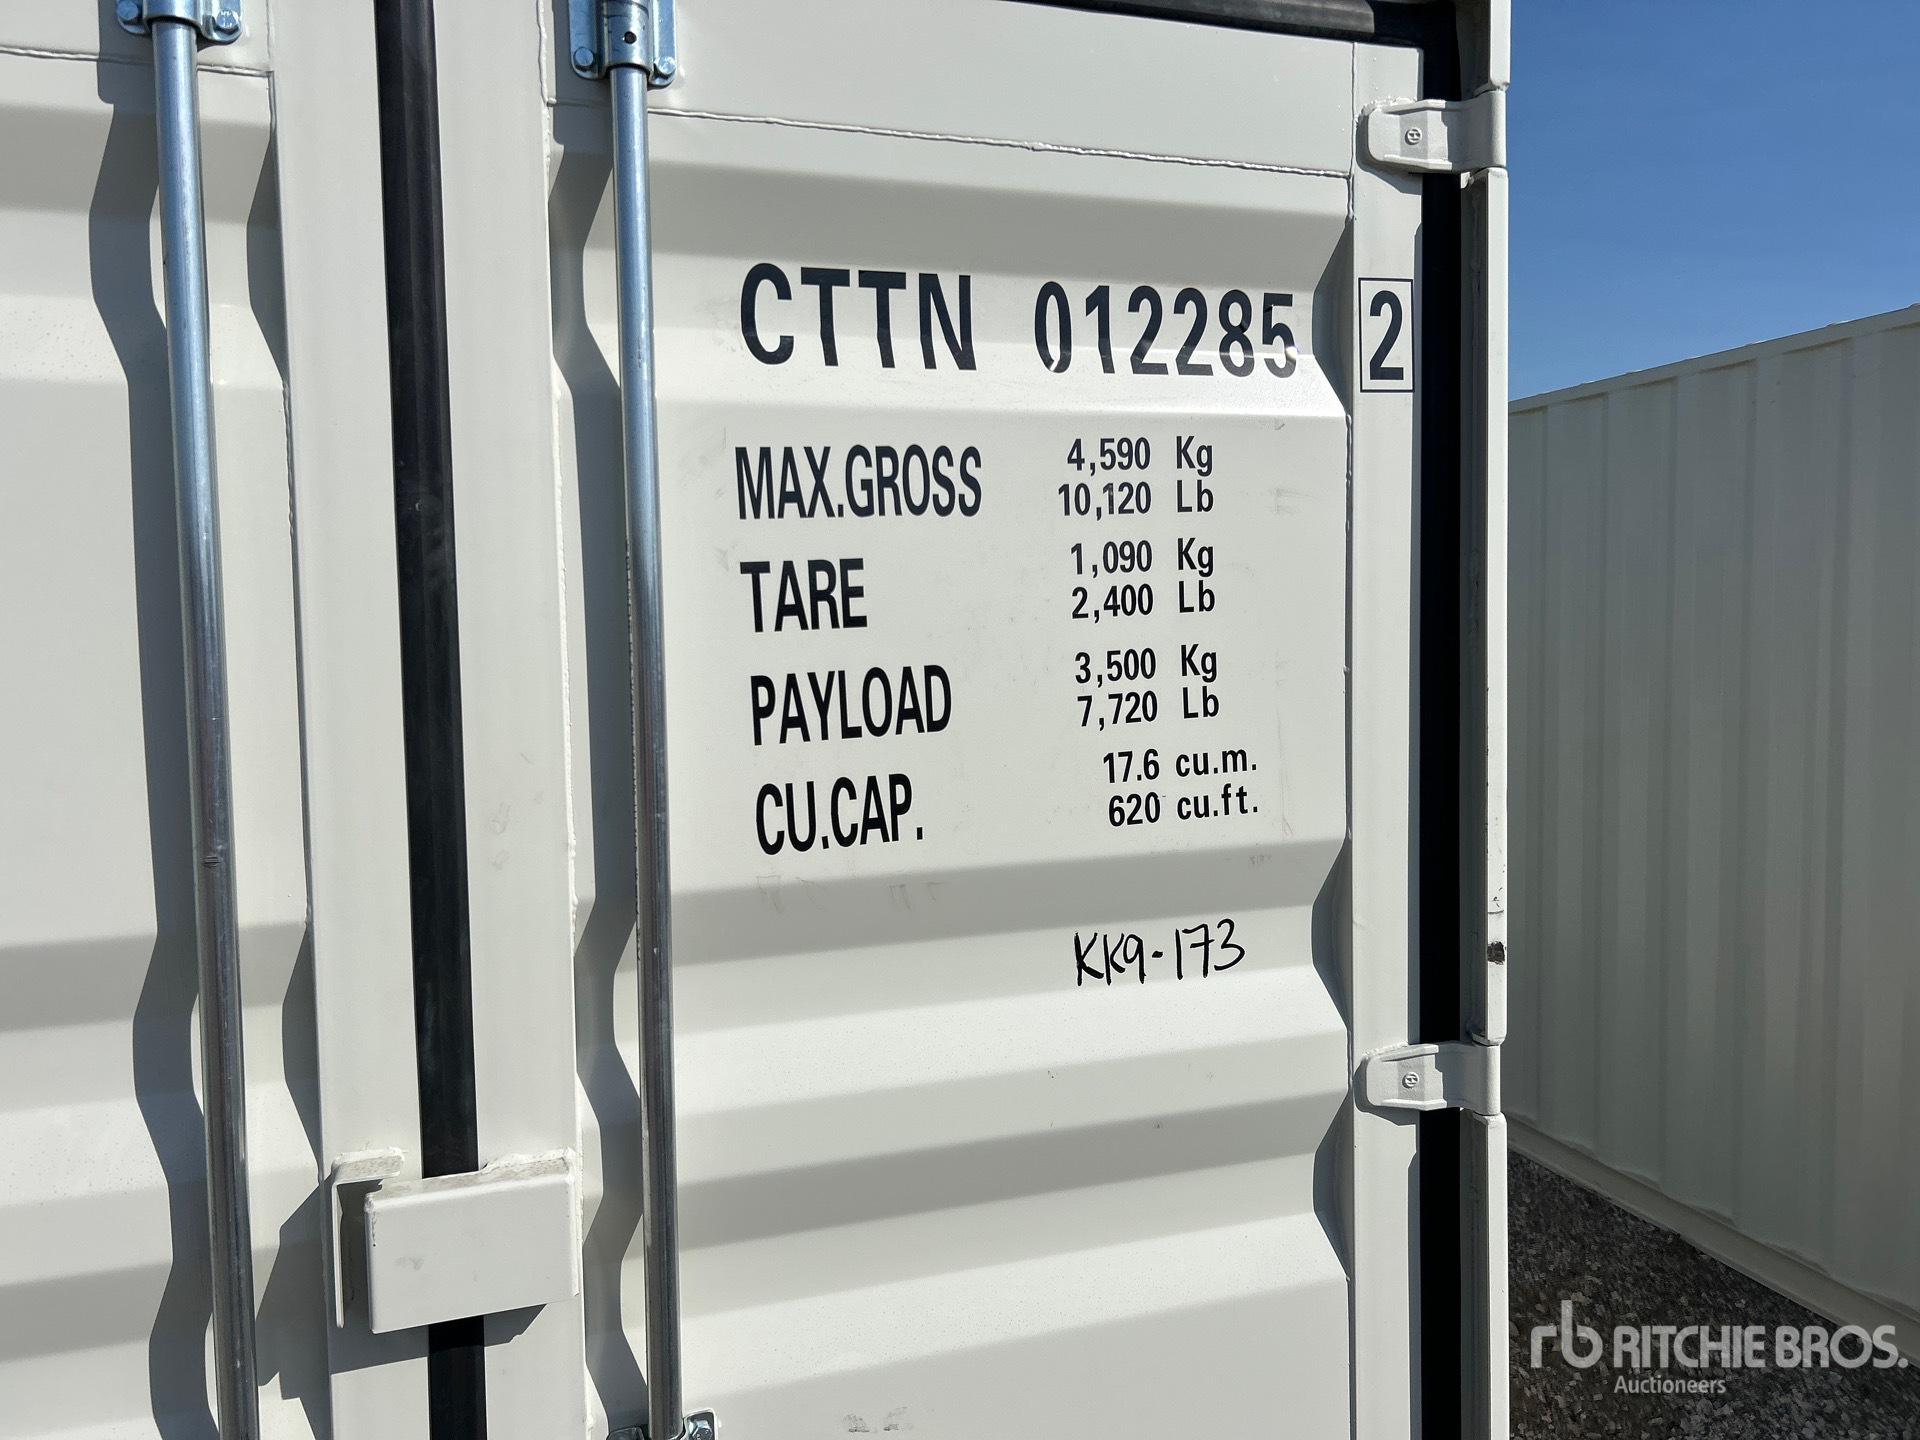 CTTN 012285 2
MAX.GROSS 4,590 Kg
10,120 Lb
TARE 1,090 Kg
2,400 Lb
PAYLOAD 3,500 Kg
7,720 Lb
CU.CAP. 17.6 cu.m.
620 cu.ft.
KK9-173
rb RITCHIE BROS.
Auctioneers